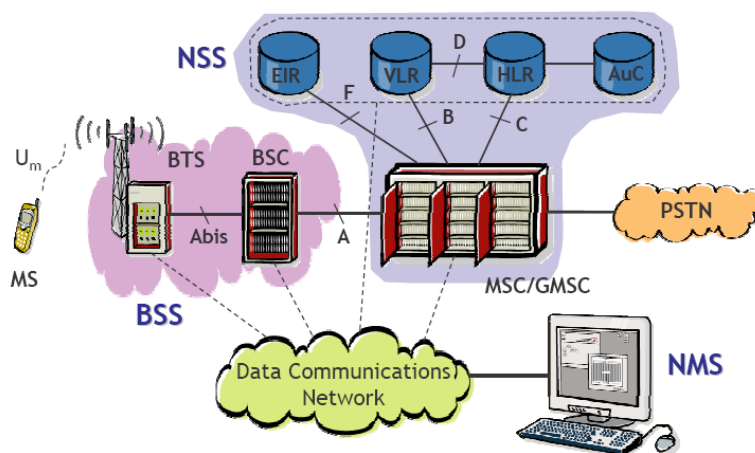 NSS
EIR
VLR
D
HLR
AuC
F
B
C
Um
BTS
BSC
Abis
A
PSTN
MS
BSS
MSC/GMSC
Data Communications
Network
NMS